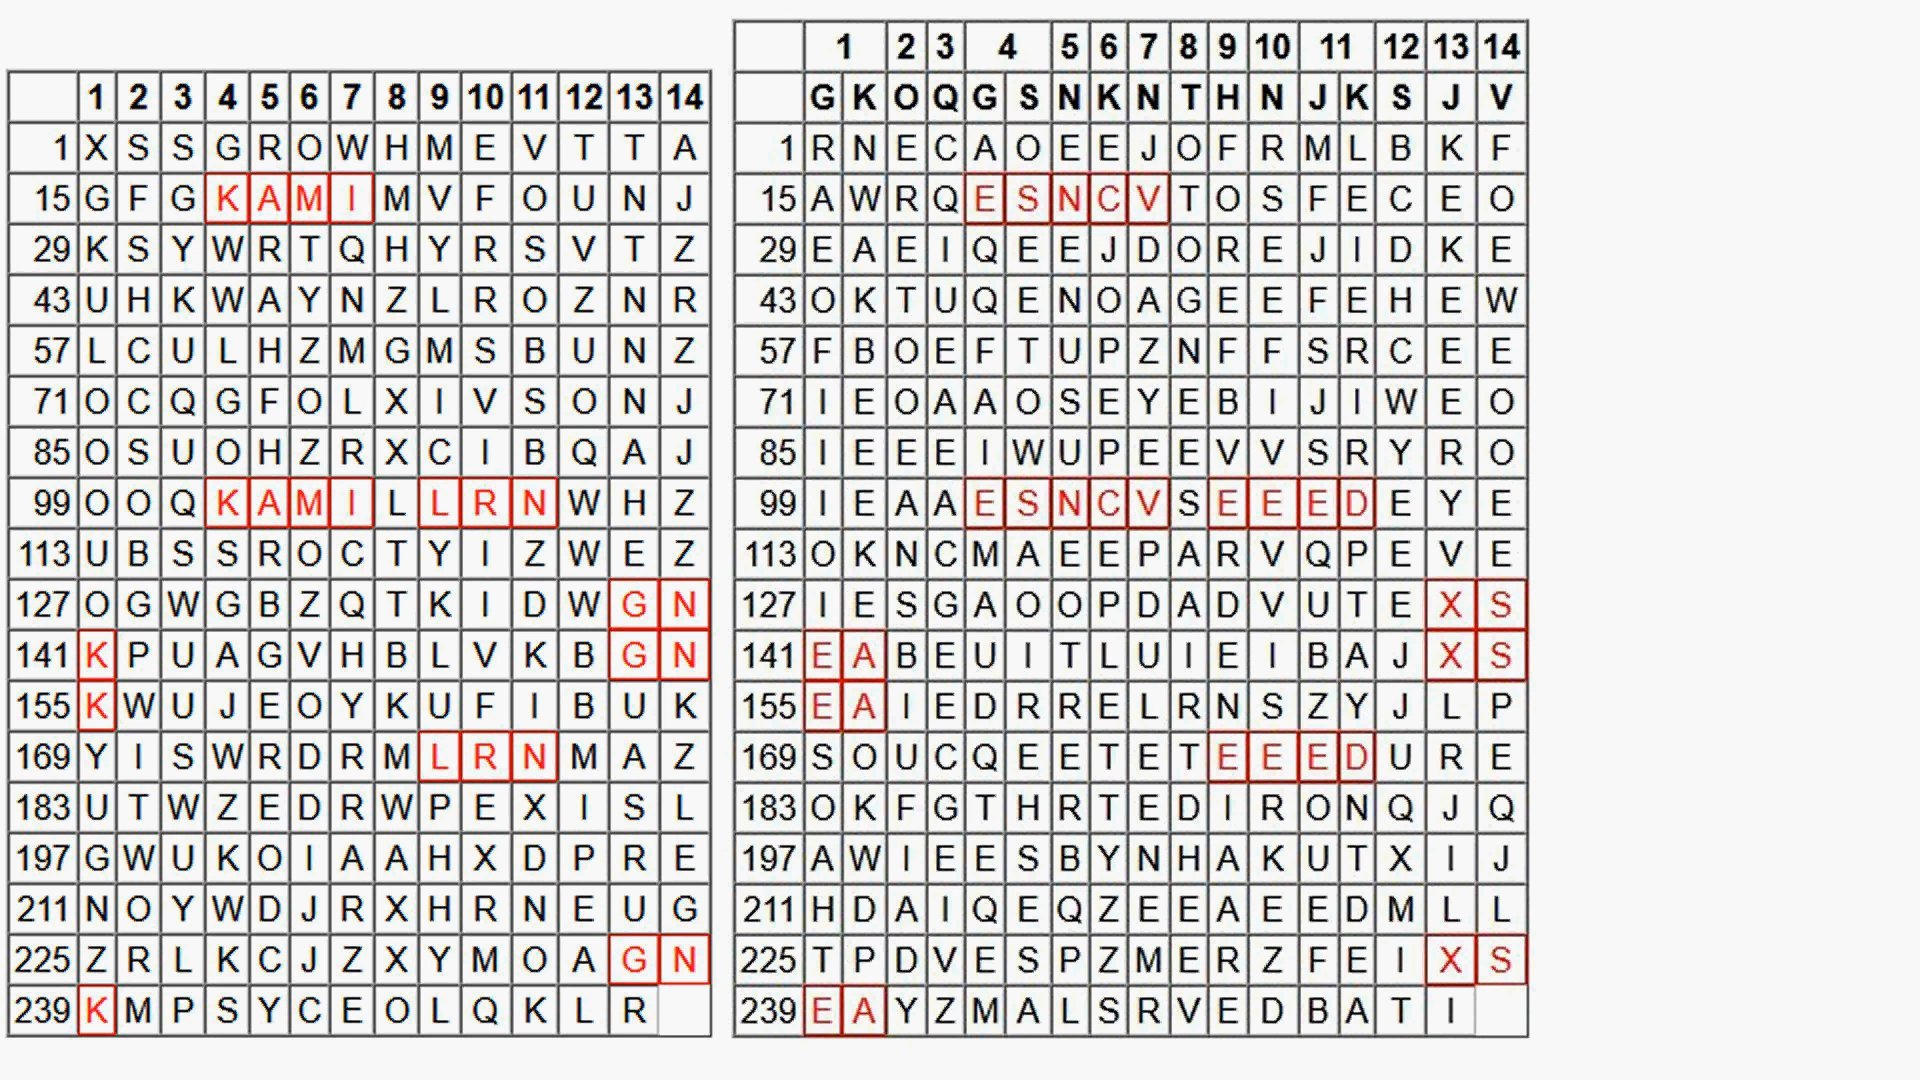 1 2 3 4 5 6 7 8 9 10 11 12 13 14
1 X S S G R O W H M E V T T A
15 G F G K A M I M V F O U N J
29 K S Y W R T Q H Y R S V T Z
43 U H K W A Y N Z L R O Z N R
57 L C U L H Z M G M S B U N Z
71 O C Q G F O L X I V S O N J
85 O S U O H Z R X C I B Q A J
99 O O Q K A M I L L R N W H Z
113 U B S S R O C T Y I Z W E Z
127 O G W G B Z Q T K I D W G N
141 K P U A G V H B L V K B G N
155 K W U J E O Y K U F I B U K
169 Y I S W R D R M L R N M A Z
183 U T W Z E D R W P E X I S L
197 G W U K O I A A H X D P R E
211 N O Y W D J R X H R N E U G
225 Z R L K C J Z X Y M O A G N
239 K M P S Y C E O L Q K L R
1 2 3 4 5 6 7 8 9 10 11 12 13 14
G K O Q G S N K N T H N J K S J V
1 R N E C A O E E J O F R M L B K F
15 A W R Q E S N C V T O S F E C E O
29 E A E I Q E E J D O R E J I D K E
43 O K T U Q E N O A G E E F E H E W
57 F B O E F T U P Z N F F S R C E E
71 I E O A A O S E Y E B I J I W E O
85 I E E E I W U P E E V V S R Y R O
99 I E A A E S N C V S E E E D E Y E
113 O K N C M A E E P A R V Q P E V E
127 I E S G A O O P D A D V U T E X S
141 E A B E U I T L U I E I B A J X S
155 E A I E D R R E L R N S Z Y J L P
169 S O U C Q E E T E T E E E D U R E
183 O K F G T H R T E D I R O N Q J Q
197 A W I E E S B Y N H A K U T X I J
211 H D A I Q E Q Z E E A E E D M L L
225 T P D V E S P Z M E R Z F E I X S
239 E A Y Z M A L S R V E D B A T I